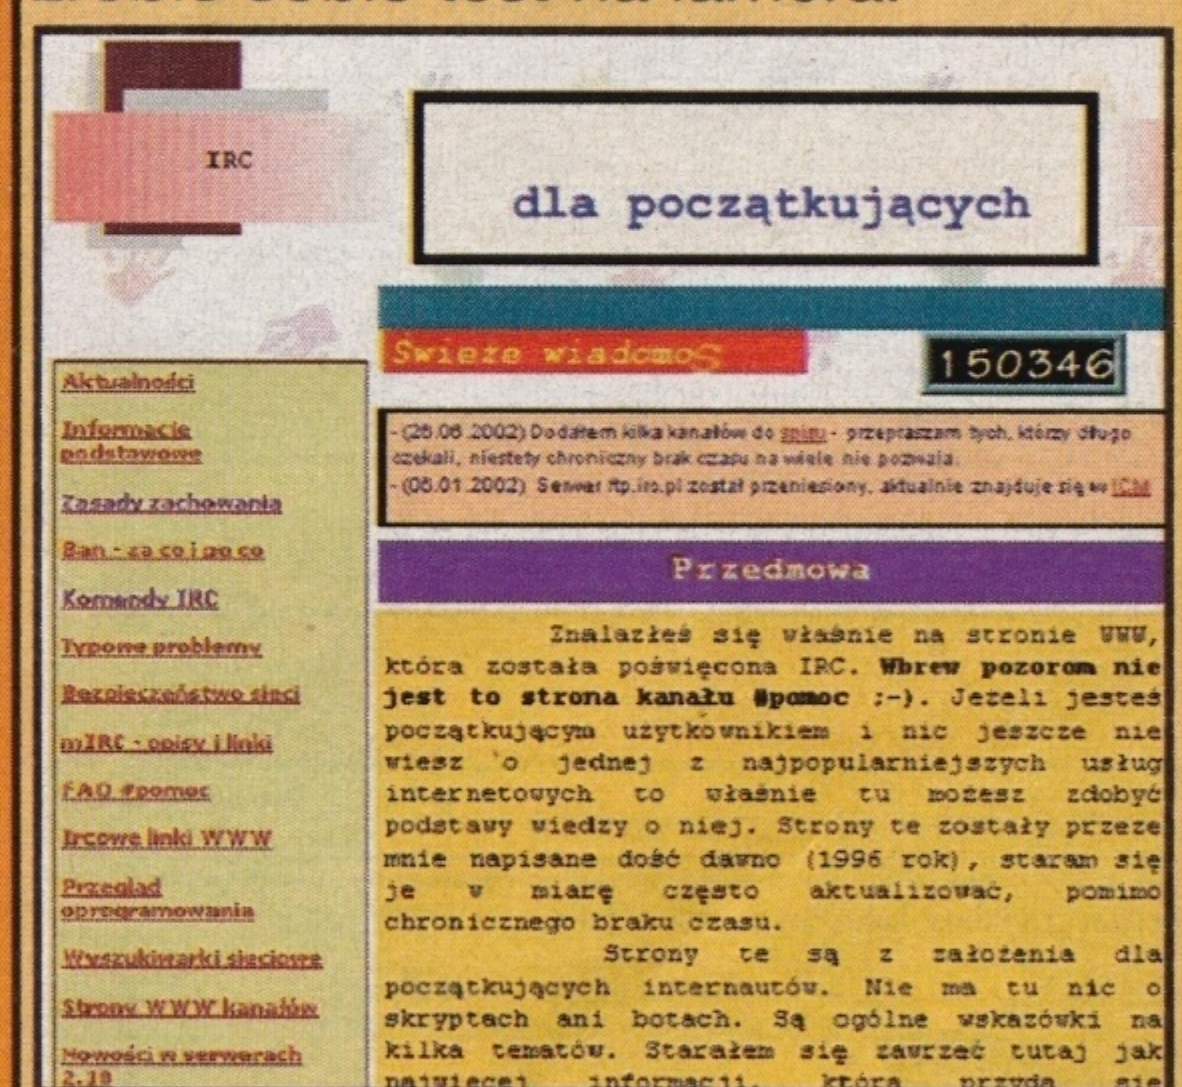 IRC
dla początkujących
Świeże wiadomoś
150346
Aktualności
Informacje
podstawowe
Zasady zachowania
Ban - za co i po co
Komendy IRC
Typowe problemy
Bezpieczeństwo sieci
mIRC - opisy i linki
FAQ #pomoc
Ircowe linki WWW
Przegląd
oprogramowania
Wyszukiwarki sieciowe
Strony WWW kanałów
Nowości w serwerach
2.10
- (26.06.2002) Dodałem kilka kanałów do spisu - przepraszam tych, którzy długo
czekali, niestety chroniczny brak czasu na wiele nie pozwala.
- (06.01.2002) Serwer ftp.irc.pl został przeniesiony, aktualnie znajduje się w ICM
Przedmowa
Znalazłeś się właśnie na stronie WWW,
która została poświęcona IRC. Wbrew pozorom nie
jest to strona kanału #pomoc ;-). Jeżeli jesteś
początkującym użytkownikiem i nic jeszcze nie
wiesz o jednej z najpopularniejszych usług
internetowych to właśnie tu możesz zdobyć
podstawy wiedzy o niej. Strony te zostały przeze
mnie napisane dość dawno (1996 rok), staram się
je w miarę często aktualizować, pomimo
chronicznego braku czasu.
Strony te są z założenia dla
początkujących internautów. Nie ma tu nic o
skryptach ani botach. Są ogólne wskazówki na
kilka tematów. Starałem się zawrzeć tutaj jak
najwięcej informacji, która przyda się